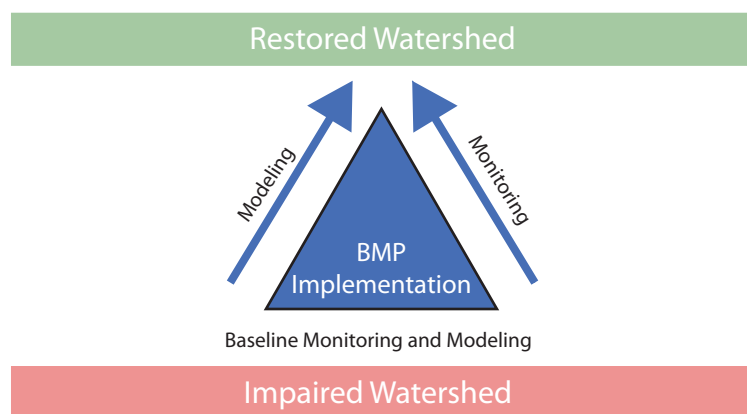 Restored Watershed
Modeling
Monitoring
BMP
Implementation
Baseline Monitoring and Modeling
Impaired Watershed